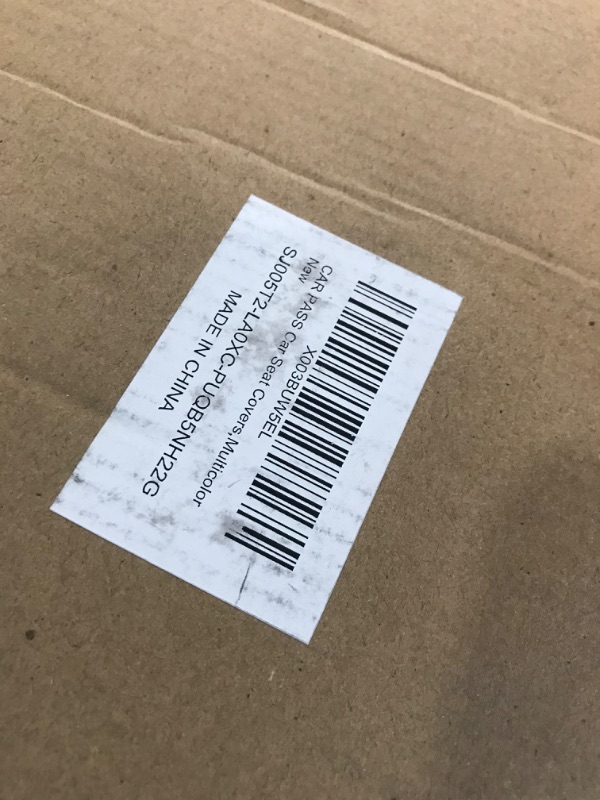 X003BUW5EL
CAR PASS Car Seat Covers,Multicolor
New
SJ005T2-LA0XC-PUQB5NH22G
MADE IN CHINA